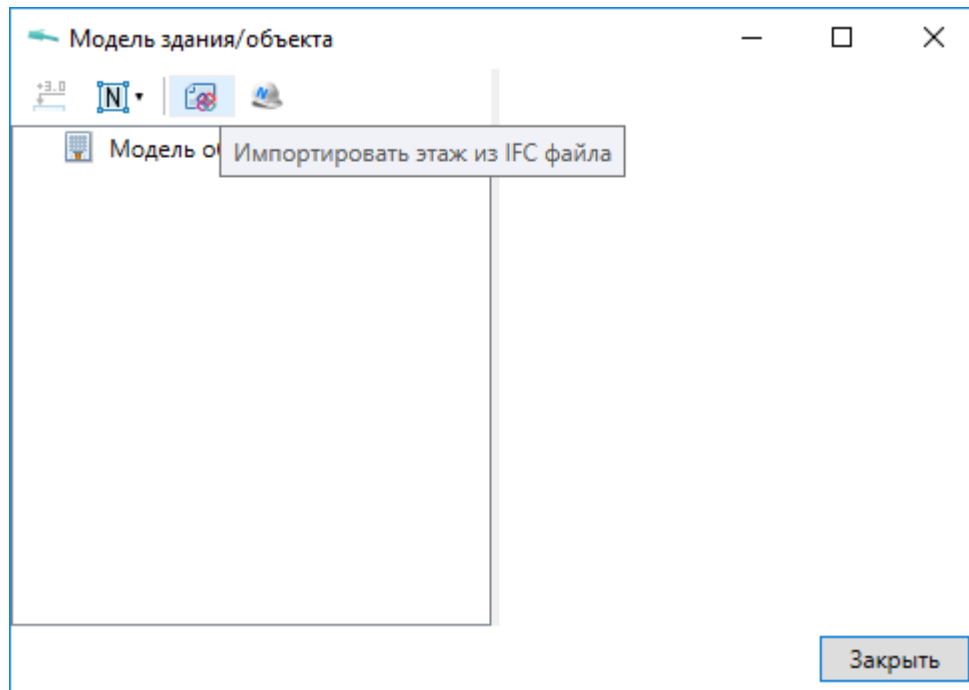 Модель здания/объекта
+3.0
N
Модель
Импортировать этаж из IFC файла
Закрыть